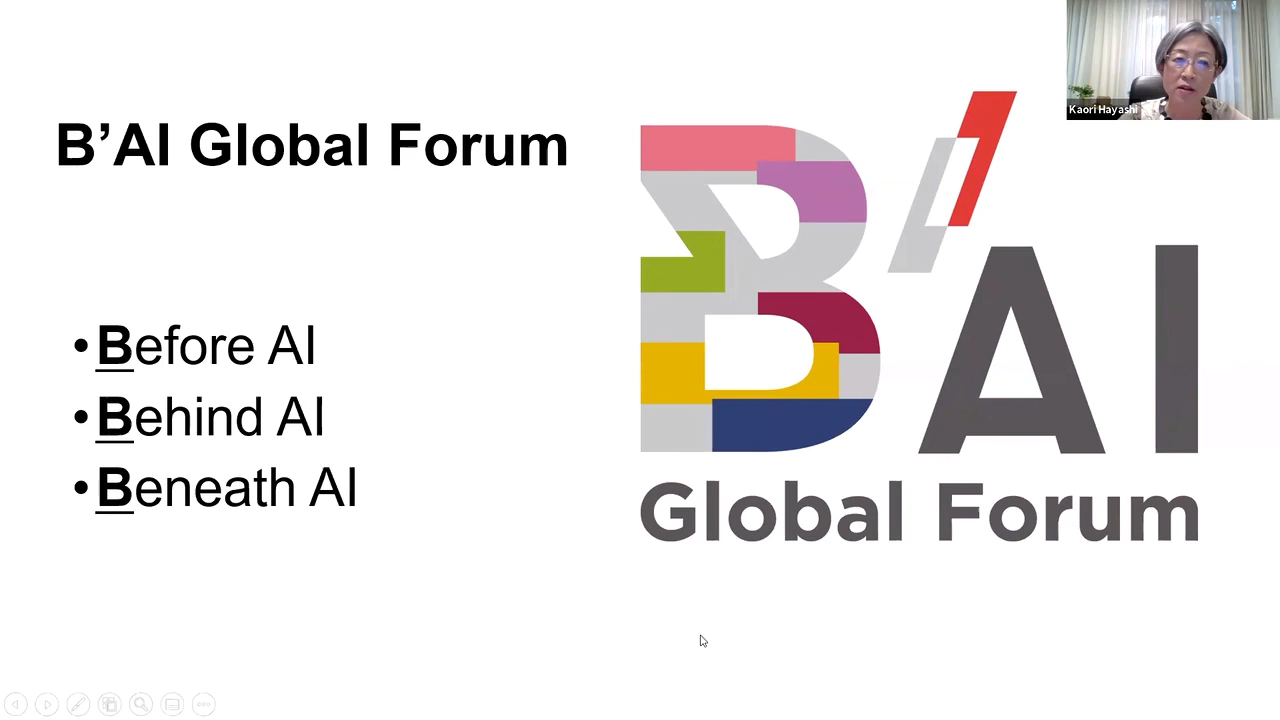 B’AI Global Forum
•Before AI
•Behind AI
•Beneath AI
B'AI
Global Forum
Kaori Hayashi